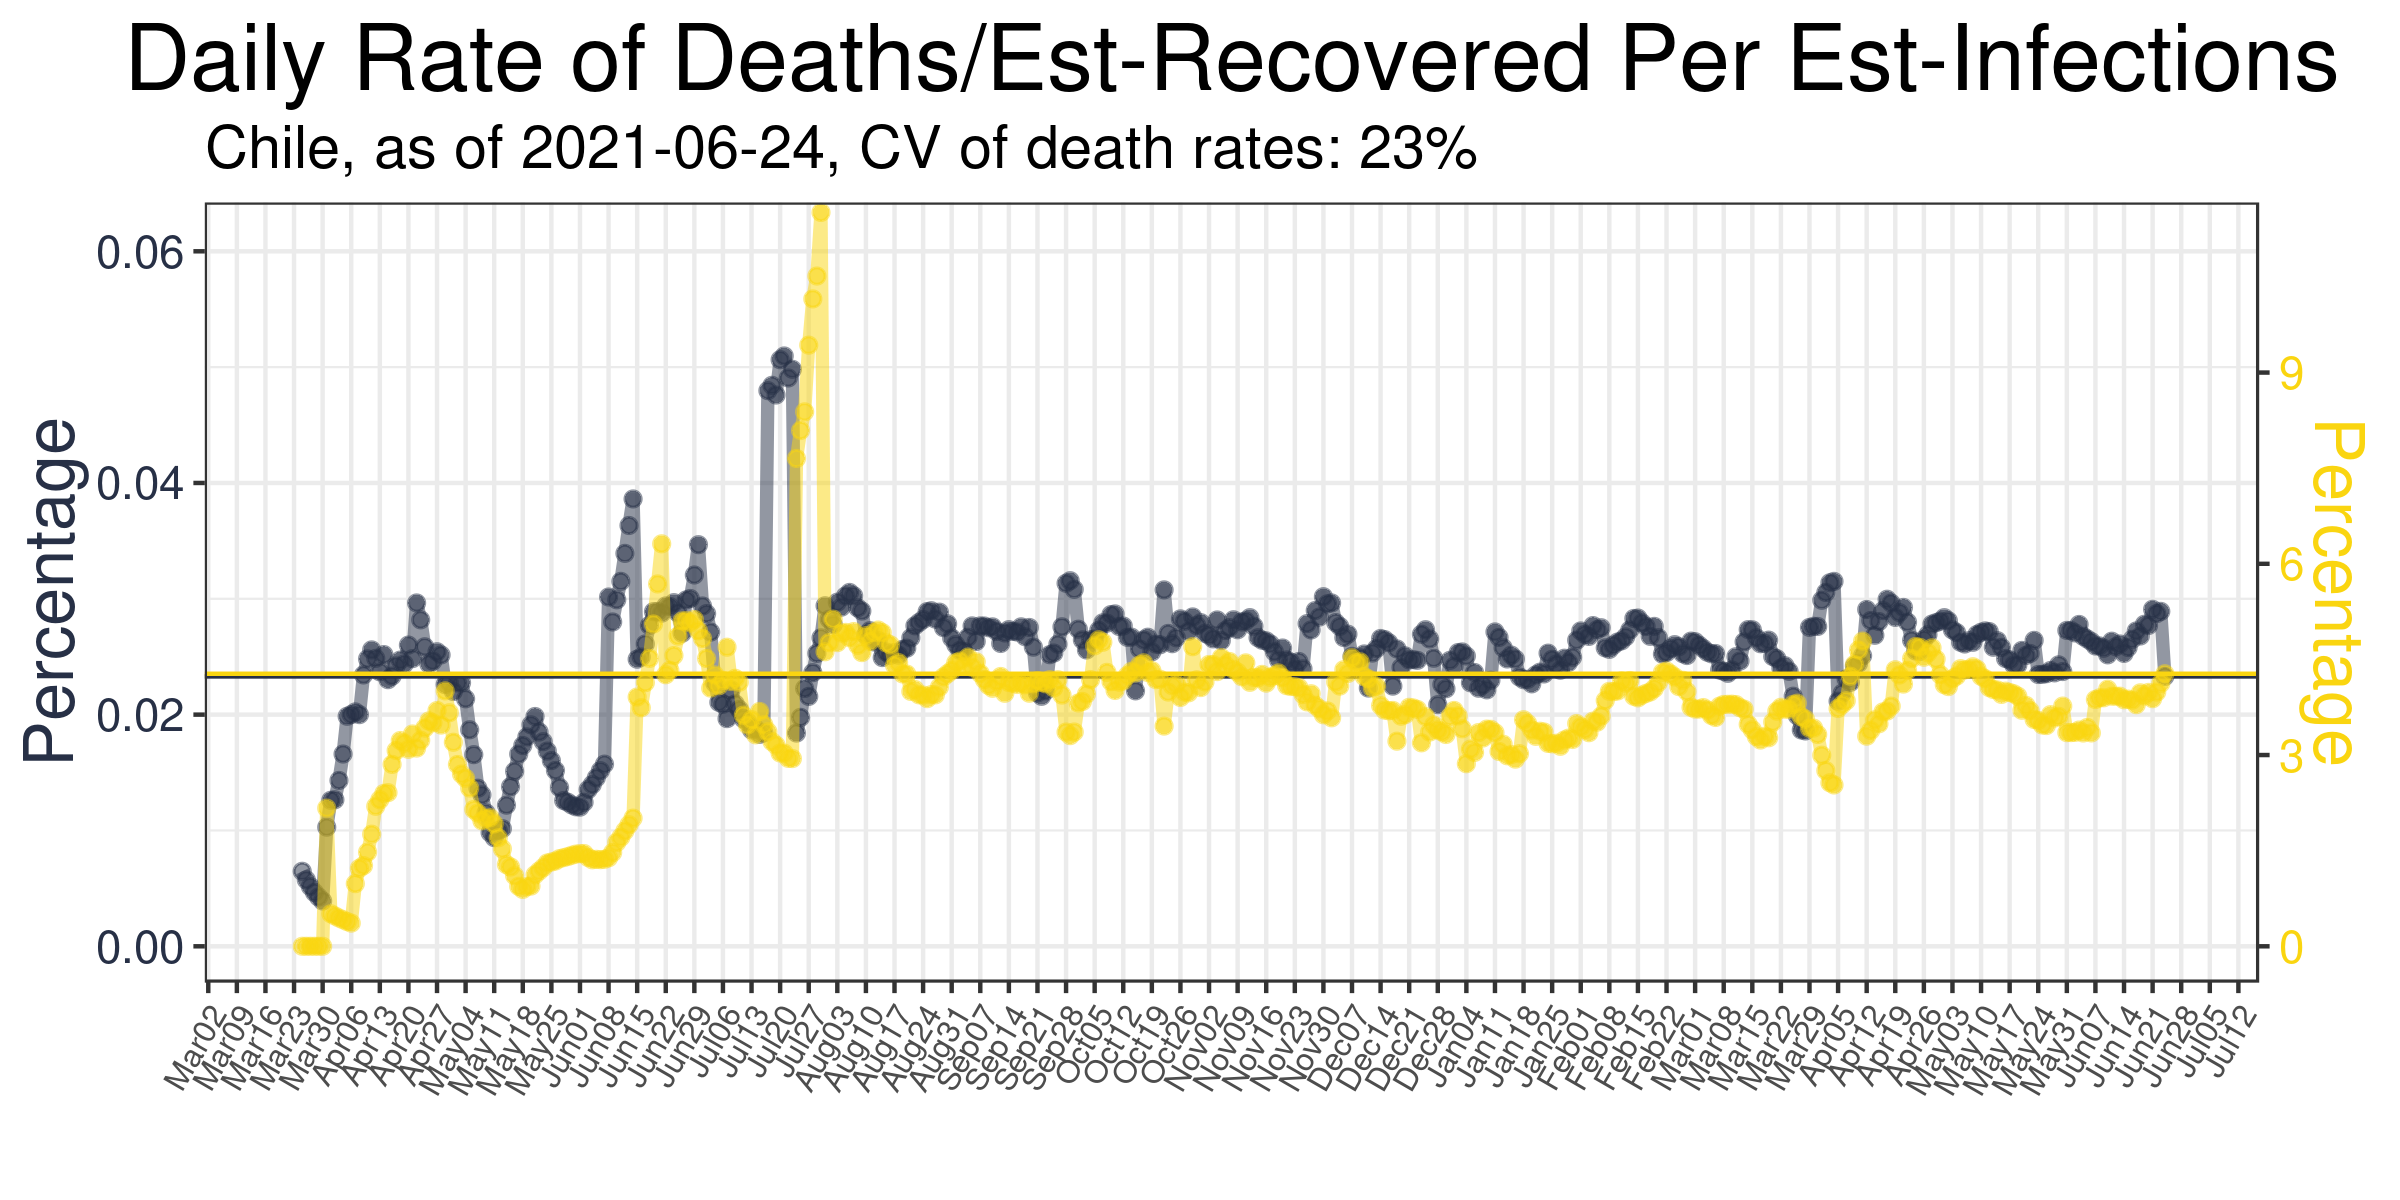 Daily Rate of Deaths/Est-Recovered Per Est-Infections
Chile, as of 2021-06-24, CV of death rates: 23%
Percentage
0.06
0.04
0.02
0.00
9
6
3
0
Percentage
Mar02
Mar09
Mar16
Mar23
Mar30
Apr06
Apr13
Apr20
Apr27
May04
May11
May18
May25
Jun01
Jun08
Jun15
Jun22
Jun29
Jul06
Jul13
Jul20
Jul27
Aug03
Aug10
Aug17
Aug24
Aug31
Sep07
Sep14
Sep21
Sep28
Oct05
Oct12
Oct19
Oct26
Nov02
Nov09
Nov16
Nov23
Nov30
Dec07
Dec14
Dec21
Dec28
Jan04
Jan11
Jan18
Jan25
Feb01
Feb08
Feb15
Feb22
Mar01
Mar08
Mar15
Mar22
Mar29
Apr05
Apr12
Apr19
Apr26
May03
May10
May17
May24
May31
Jun07
Jun14
Jun21
Jun28
Jul05
Jul12